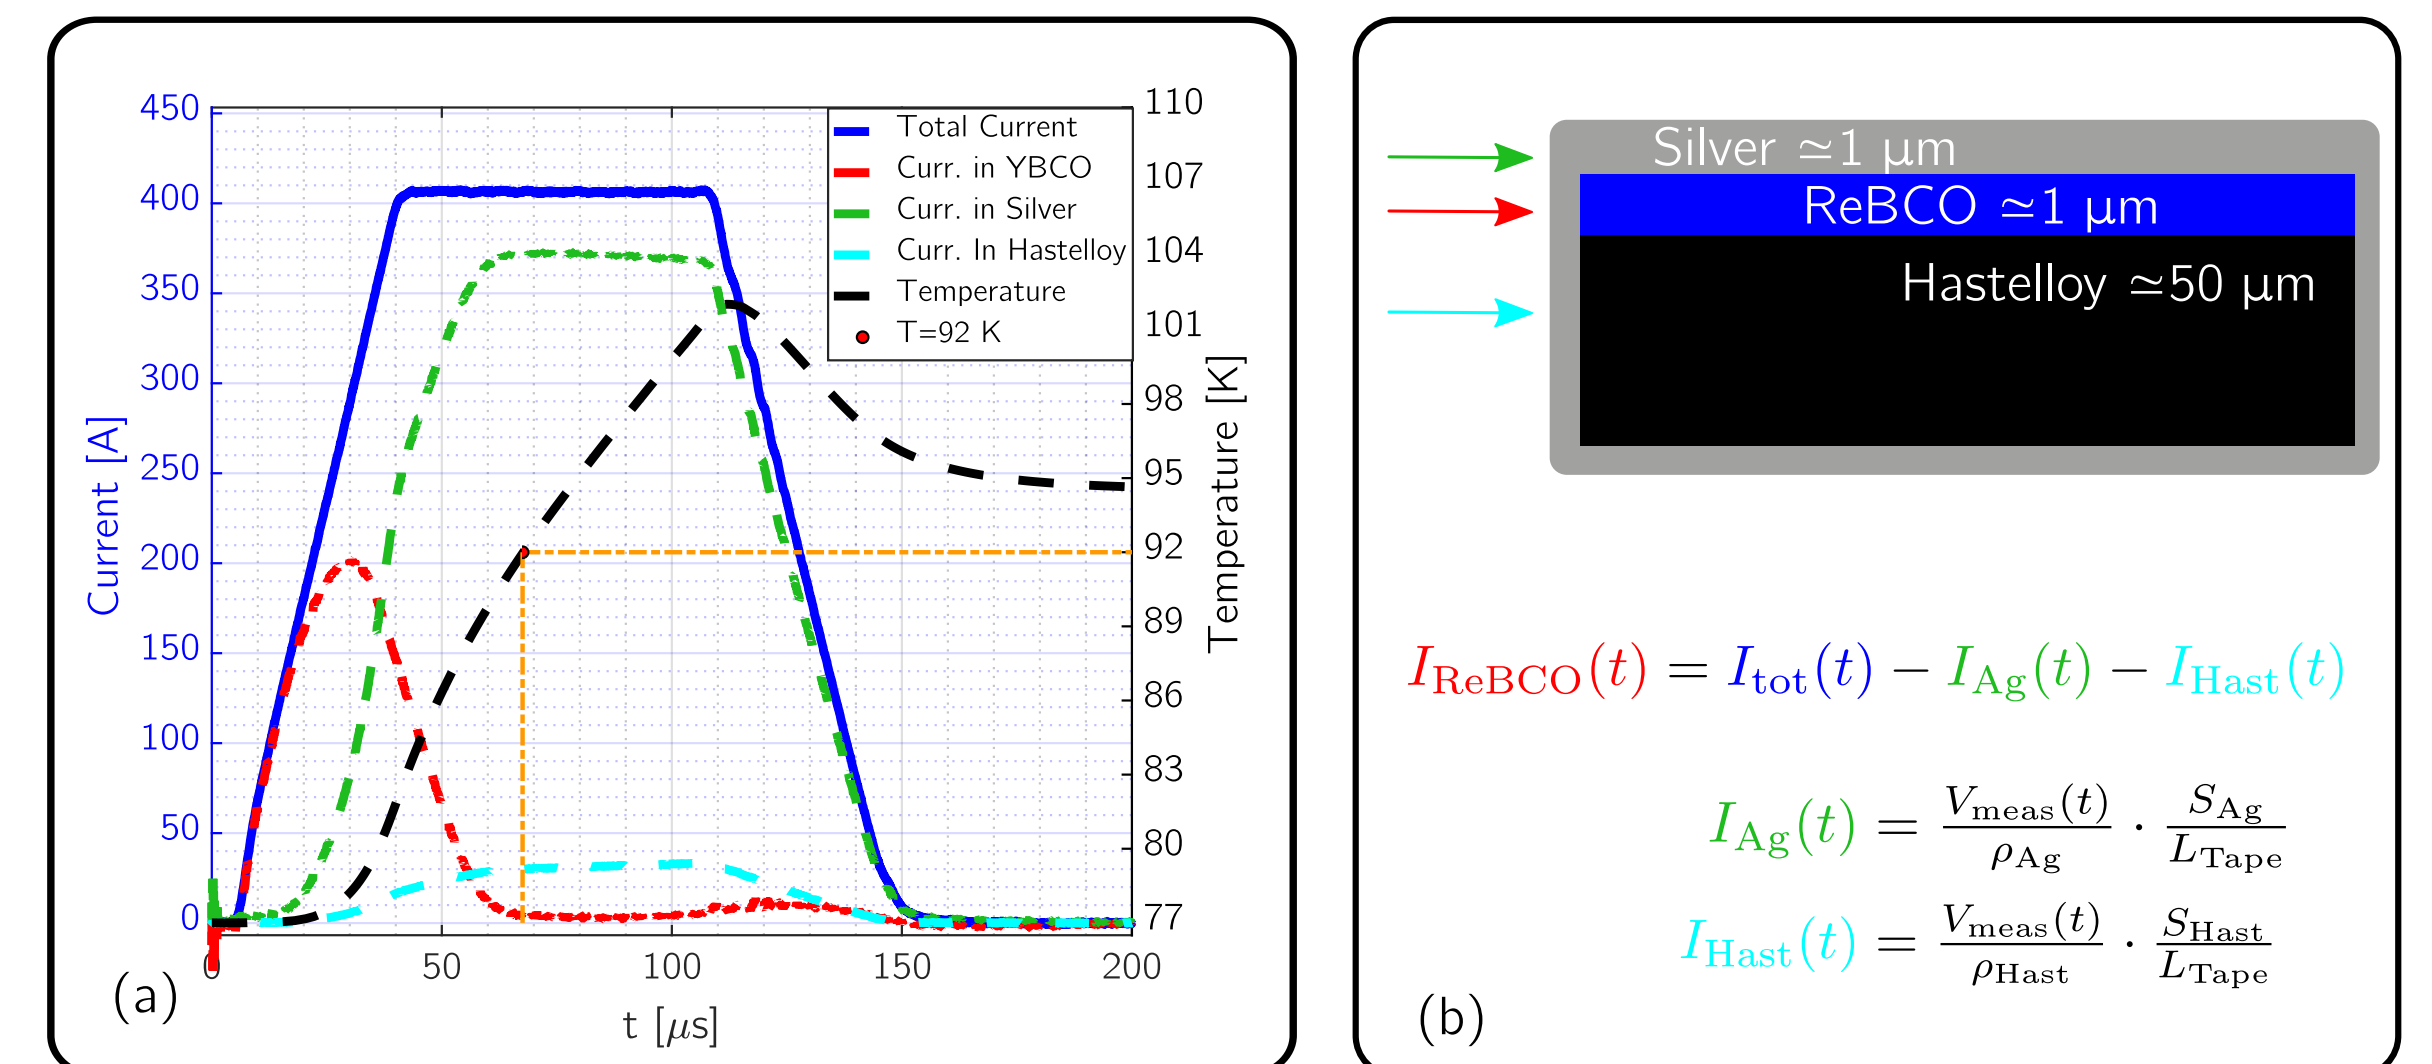 450
400
350
300
250
200
150
100
50
0
Current [A]
0
50
100
150
200
t [μs]
110
107
104
101
98
95
92
89
86
83
80
77
Temperature [K]
Total Current
Curr. in YBCO
Curr. in Silver
Curr. In Hastelloy
Temperature
T=92 K
(a)
Silver ≃1 μm
ReBCO ≃1 μm
Hastelloy ≃50 μm
I_ReBCO(t) = I_tot(t) − I_Ag(t) − I_Hast(t)
I_Ag(t) = V_meas(t)/ρ_Ag · S_Ag/L_Tape
I_Hast(t) = V_meas(t)/ρ_Hast · S_Hast/L_Tape
(b)